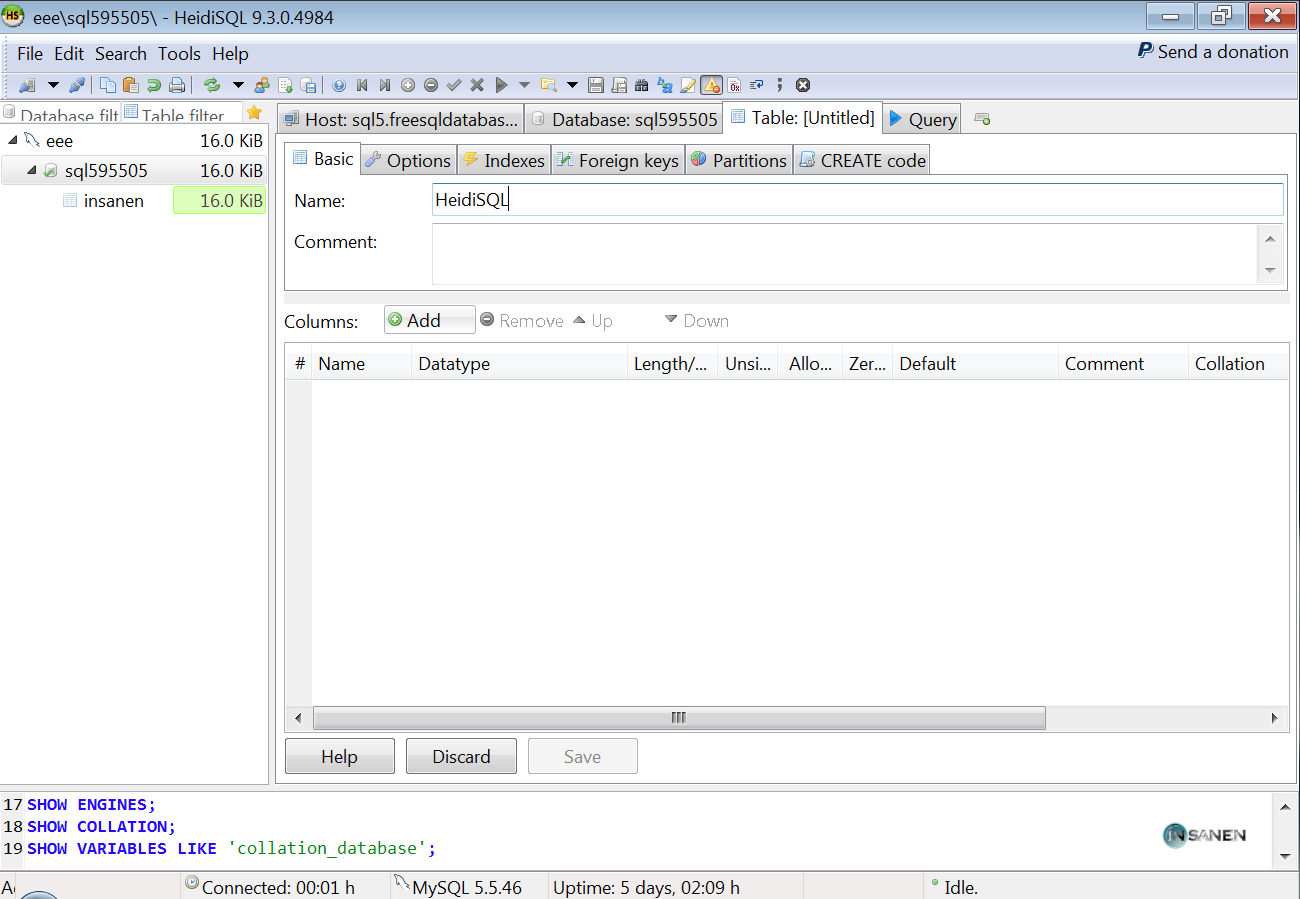 eee\sql595505\ - HeidiSQL 9.3.0.4984
File Edit Search Tools Help
Send a donation
Database filt Table filter
Host: sql5.freesqldatabas... Database: sql595505 Table: [Untitled] Query
eee 16.0 KiB
sql595505 16.0 KiB
insanen 16.0 KiB
Basic Options Indexes Foreign keys Partitions CREATE code
Name: HeidiSQL
Comment:
Columns: Add Remove Up Down
# Name Datatype Length/... Unsi... Allo... Zer... Default Comment Collation
Help Discard Save
17 SHOW ENGINES;
18 SHOW COLLATION;
19 SHOW VARIABLES LIKE 'collation_database';
INSANEN
Connected: 00:01 h MySQL 5.5.46 Uptime: 5 days, 02:09 h Idle.